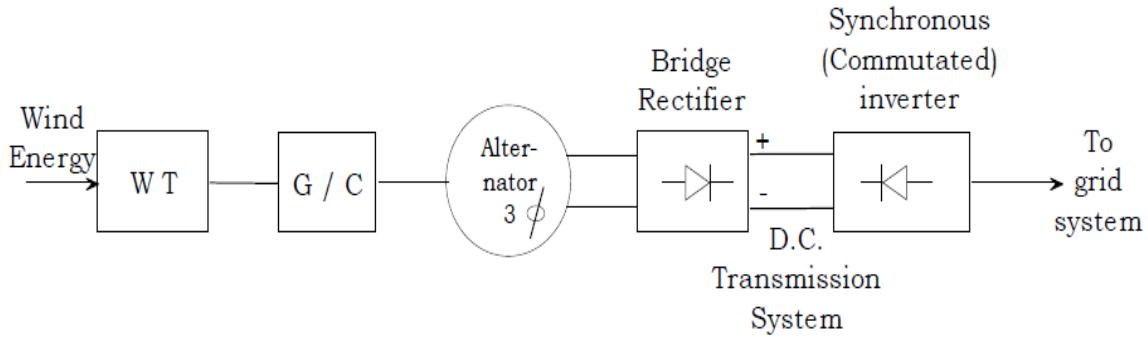 Wind
Energy
W T
G / C
Alter-
nator
3 ϕ
Bridge
Rectifier
+
-
D.C.
Transmission
System
Synchronous
(Commutated)
inverter
To
grid
system